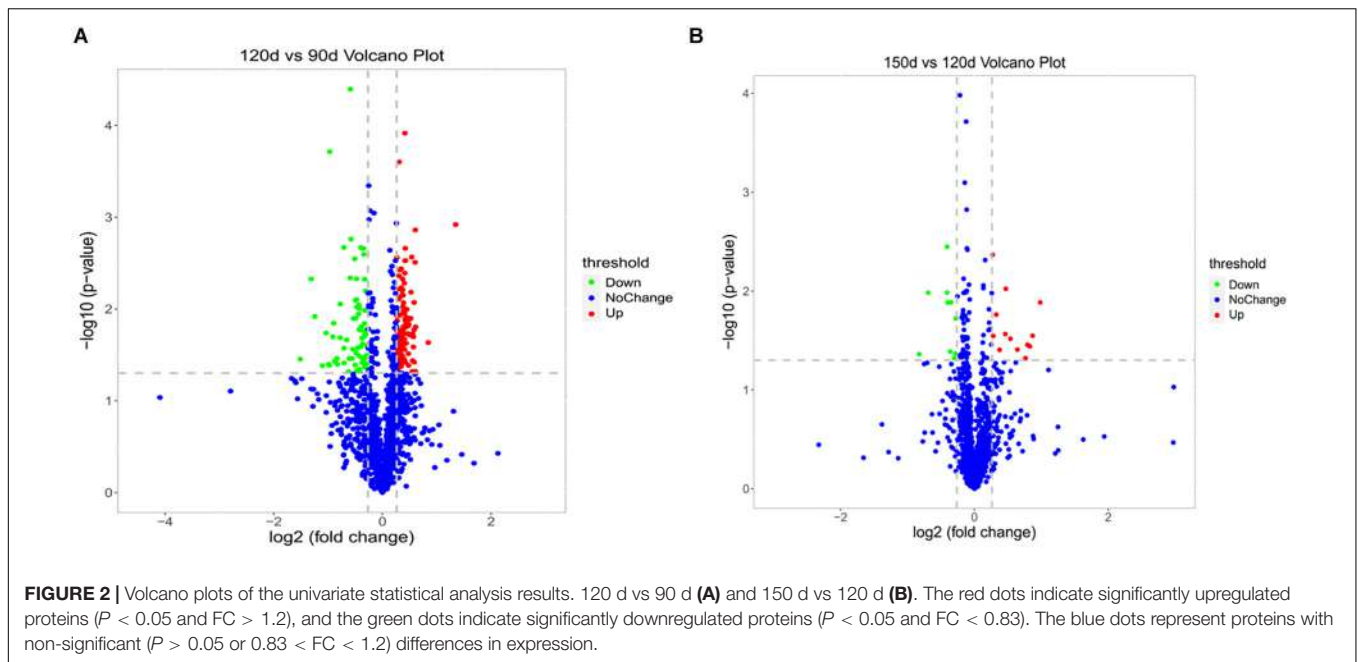 A
120d vs 90d Volcano Plot
4
3
2
1
0
−log10 (p-value)
−4
−2
0
2
log2 (fold change)
threshold
Down
NoChange
Up
B
150d vs 120d Volcano Plot
4
3
2
1
0
−log10 (p-value)
−2
0
2
log2 (fold change)
threshold
Down
NoChange
Up
FIGURE 2 | Volcano plots of the univariate statistical analysis results. 120 d vs 90 d (A) and 150 d vs 120 d (B). The red dots indicate significantly upregulated
proteins (P < 0.05 and FC > 1.2), and the green dots indicate significantly downregulated proteins (P < 0.05 and FC < 0.83). The blue dots represent proteins with
non-significant (P > 0.05 or 0.83 < FC < 1.2) differences in expression.